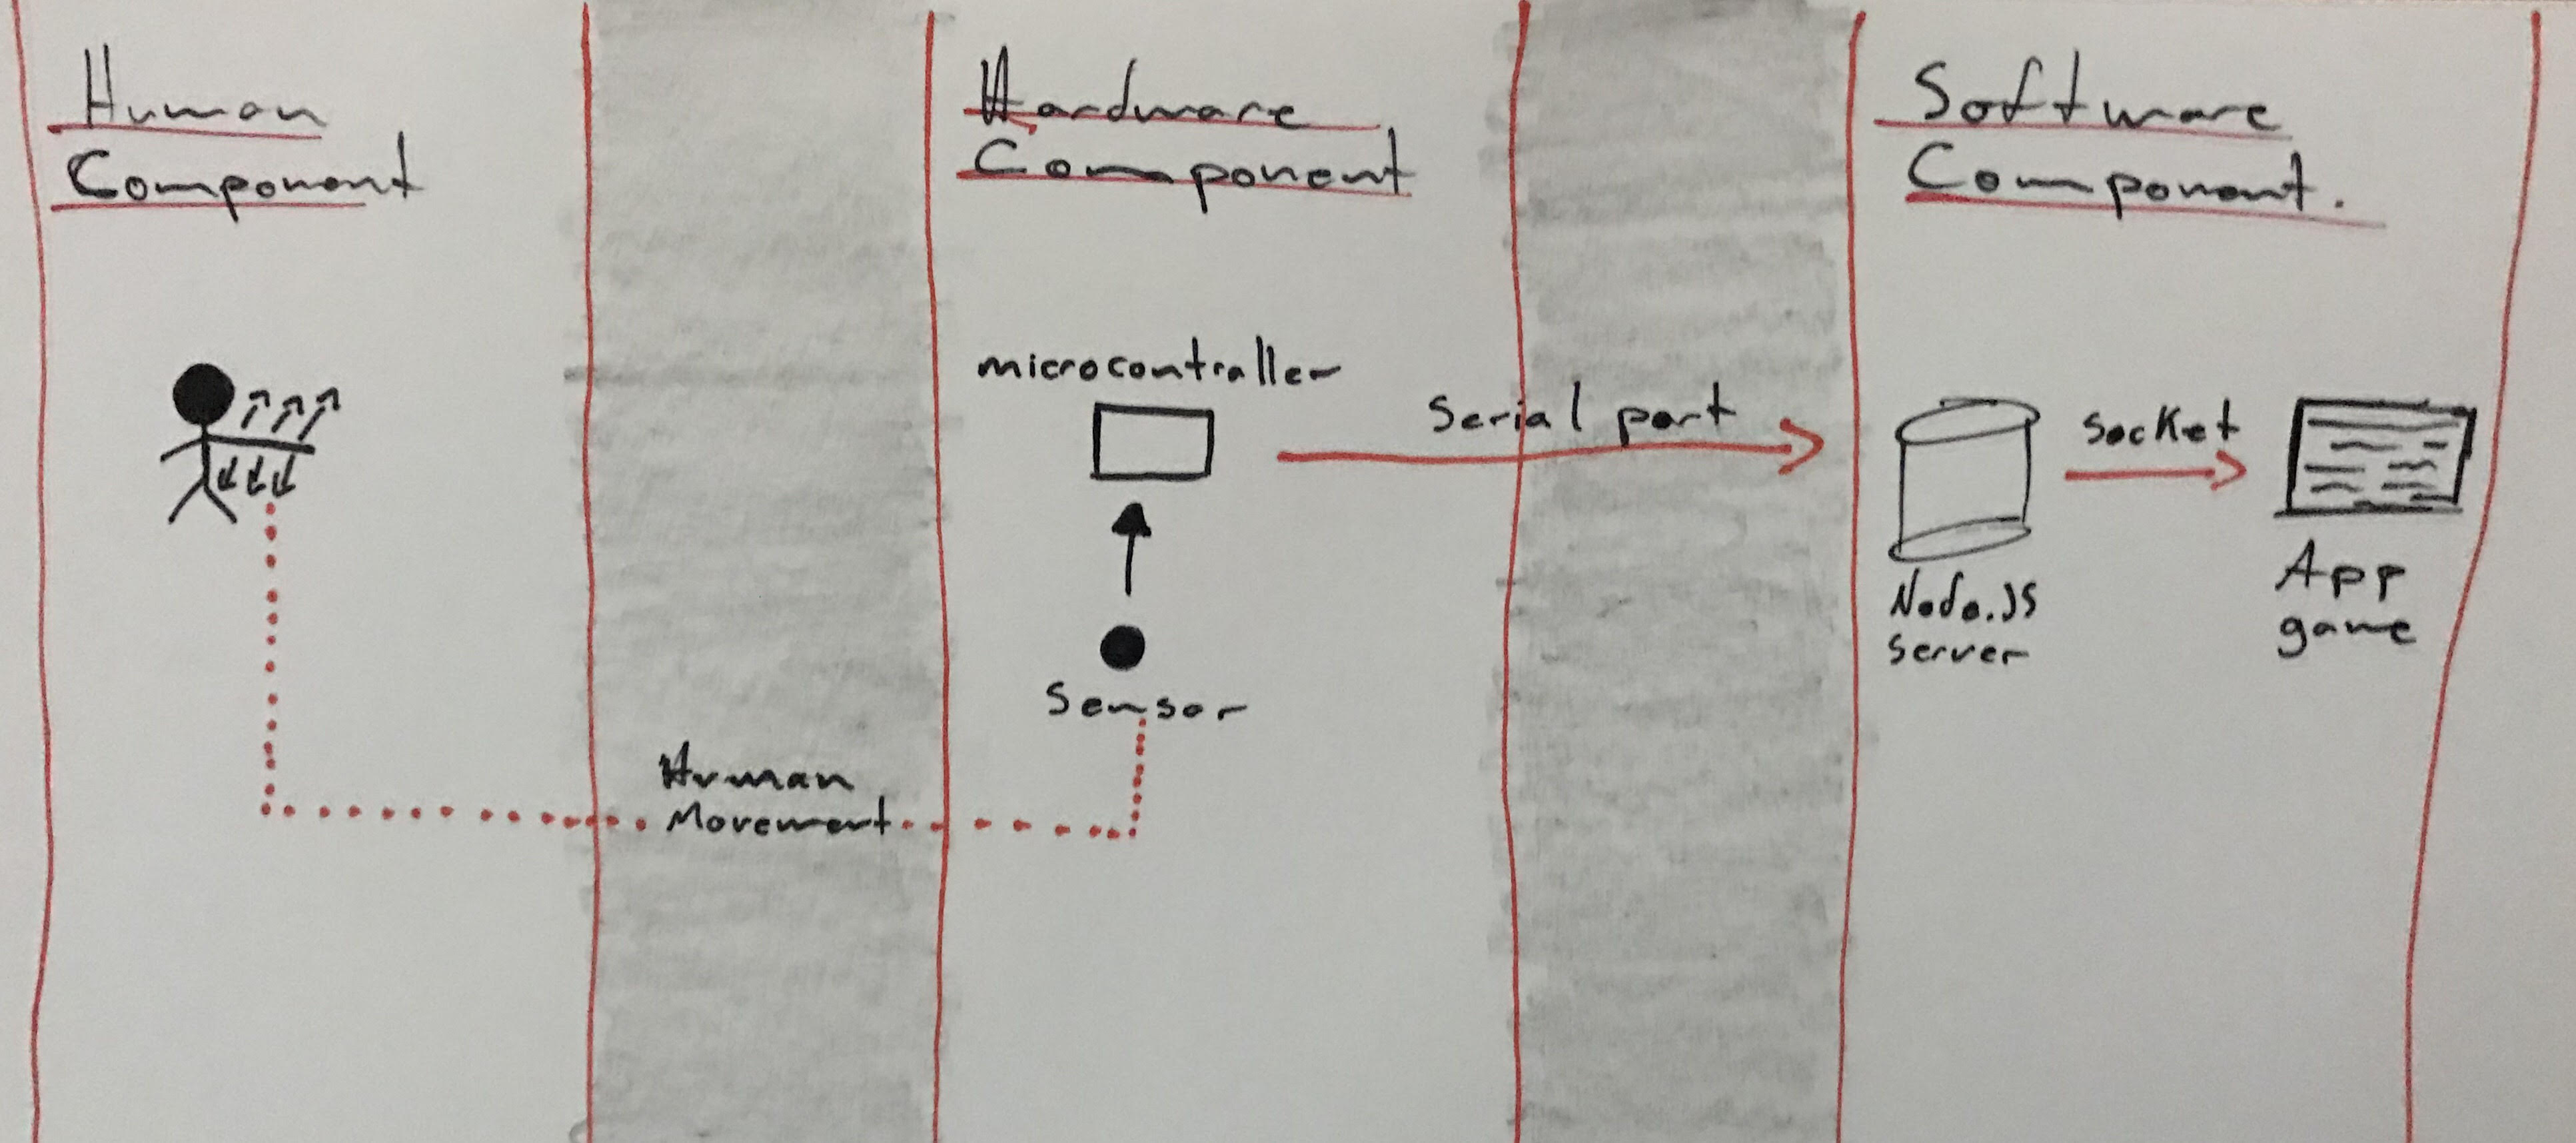 Human
Component
Hardware
Component
Software
Component.
microcontroller
Serial port
Socket
Node.JS
Server
App
game
Sensor
Human
Movement